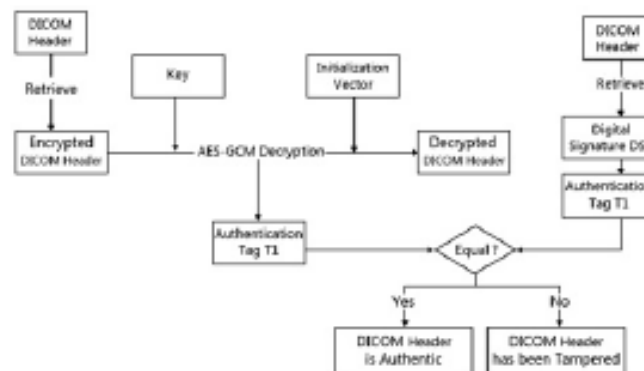 DICOM
Header
Retrieve
Key
Initialization
Vector
Encrypted
DICOM Header
AES-GCM Decryption
Decrypted
DICOM Header
DICOM
Header
Retrieve
Digital
Signature DS
Authentication
Tag T1
Authentication
Tag T1
Equal ?
Yes
No
DICOM Header
is Authentic
DICOM Header
has been Tampered